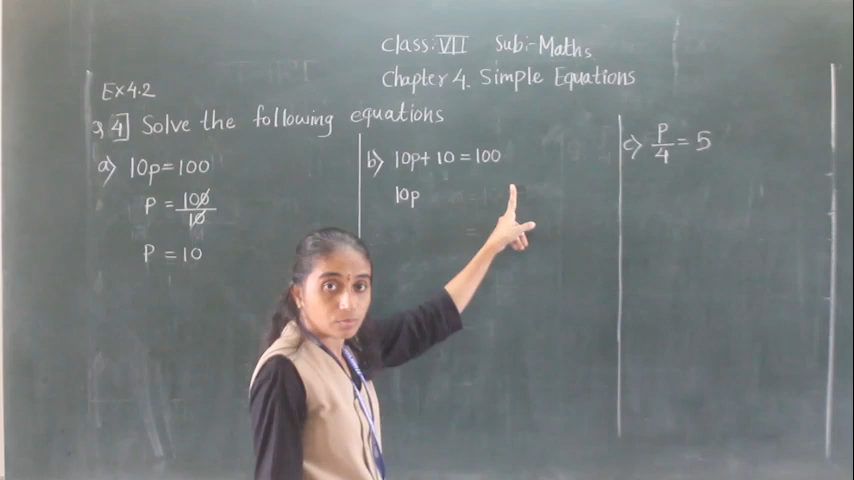 Class: VII Sub:- Maths
Chapter 4. Simple Equations
Ex 4.2
Q 4] Solve the following equations
a) 10p = 100
P = 100/10
P = 10
b) 10p + 10 = 100
10p
c) P/4 = 5